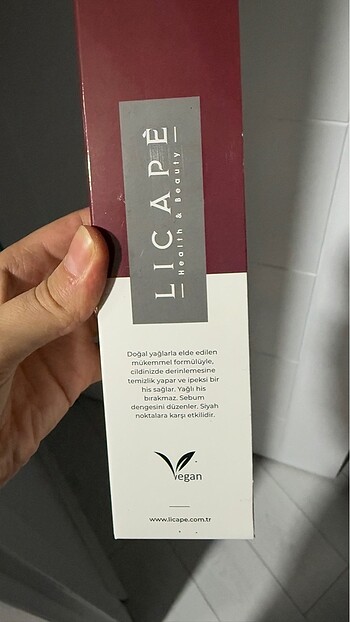 LICAPÉ
Health & Beauty
Doğal yağlarla elde edilen
mükemmel formülüyle,
cildinizde derinlemesine
temizlik yapar ve ipeksi bir
his sağlar. Yağlı his
bırakmaz. Sebum
dengesini düzenler. Siyah
noktalara karşı etkilidir.
Vegan
www.licape.com.tr